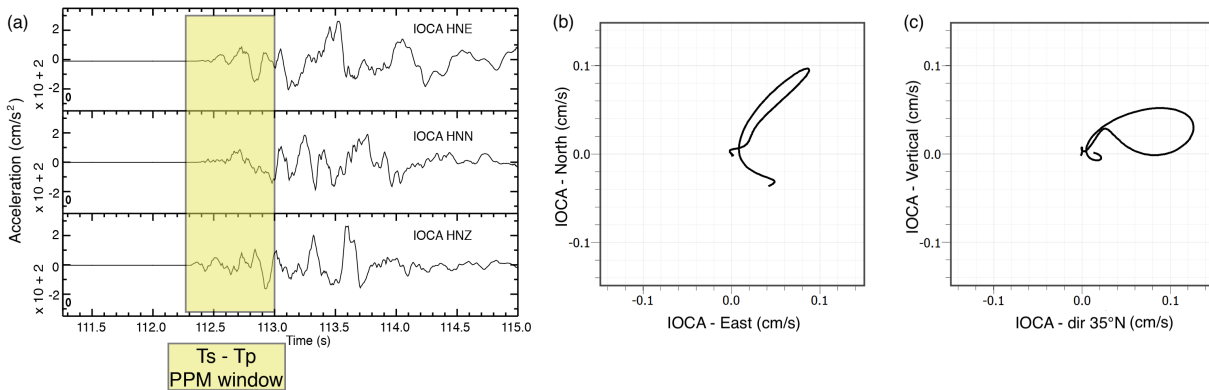 (a)
IOCA HNE
2
0
-2
x 10 + 2
0
IOCA HNN
2
0
-2
x 10 + 2
0
IOCA HNZ
2
0
-2
x 10 + 2
0
Acceleration (cm/s²)
111.5 112.0 112.5 113.0 113.5 114.0 114.5 115.0
Time (s)
Ts - Tp
PPM window
(b)
IOCA - North (cm/s)
0.1
0.0
-0.1
-0.1 0.0 0.1
IOCA - East (cm/s)
(c)
IOCA - Vertical (cm/s)
0.1
0.0
-0.1
-0.1 0.0 0.1
IOCA - dir 35°N (cm/s)